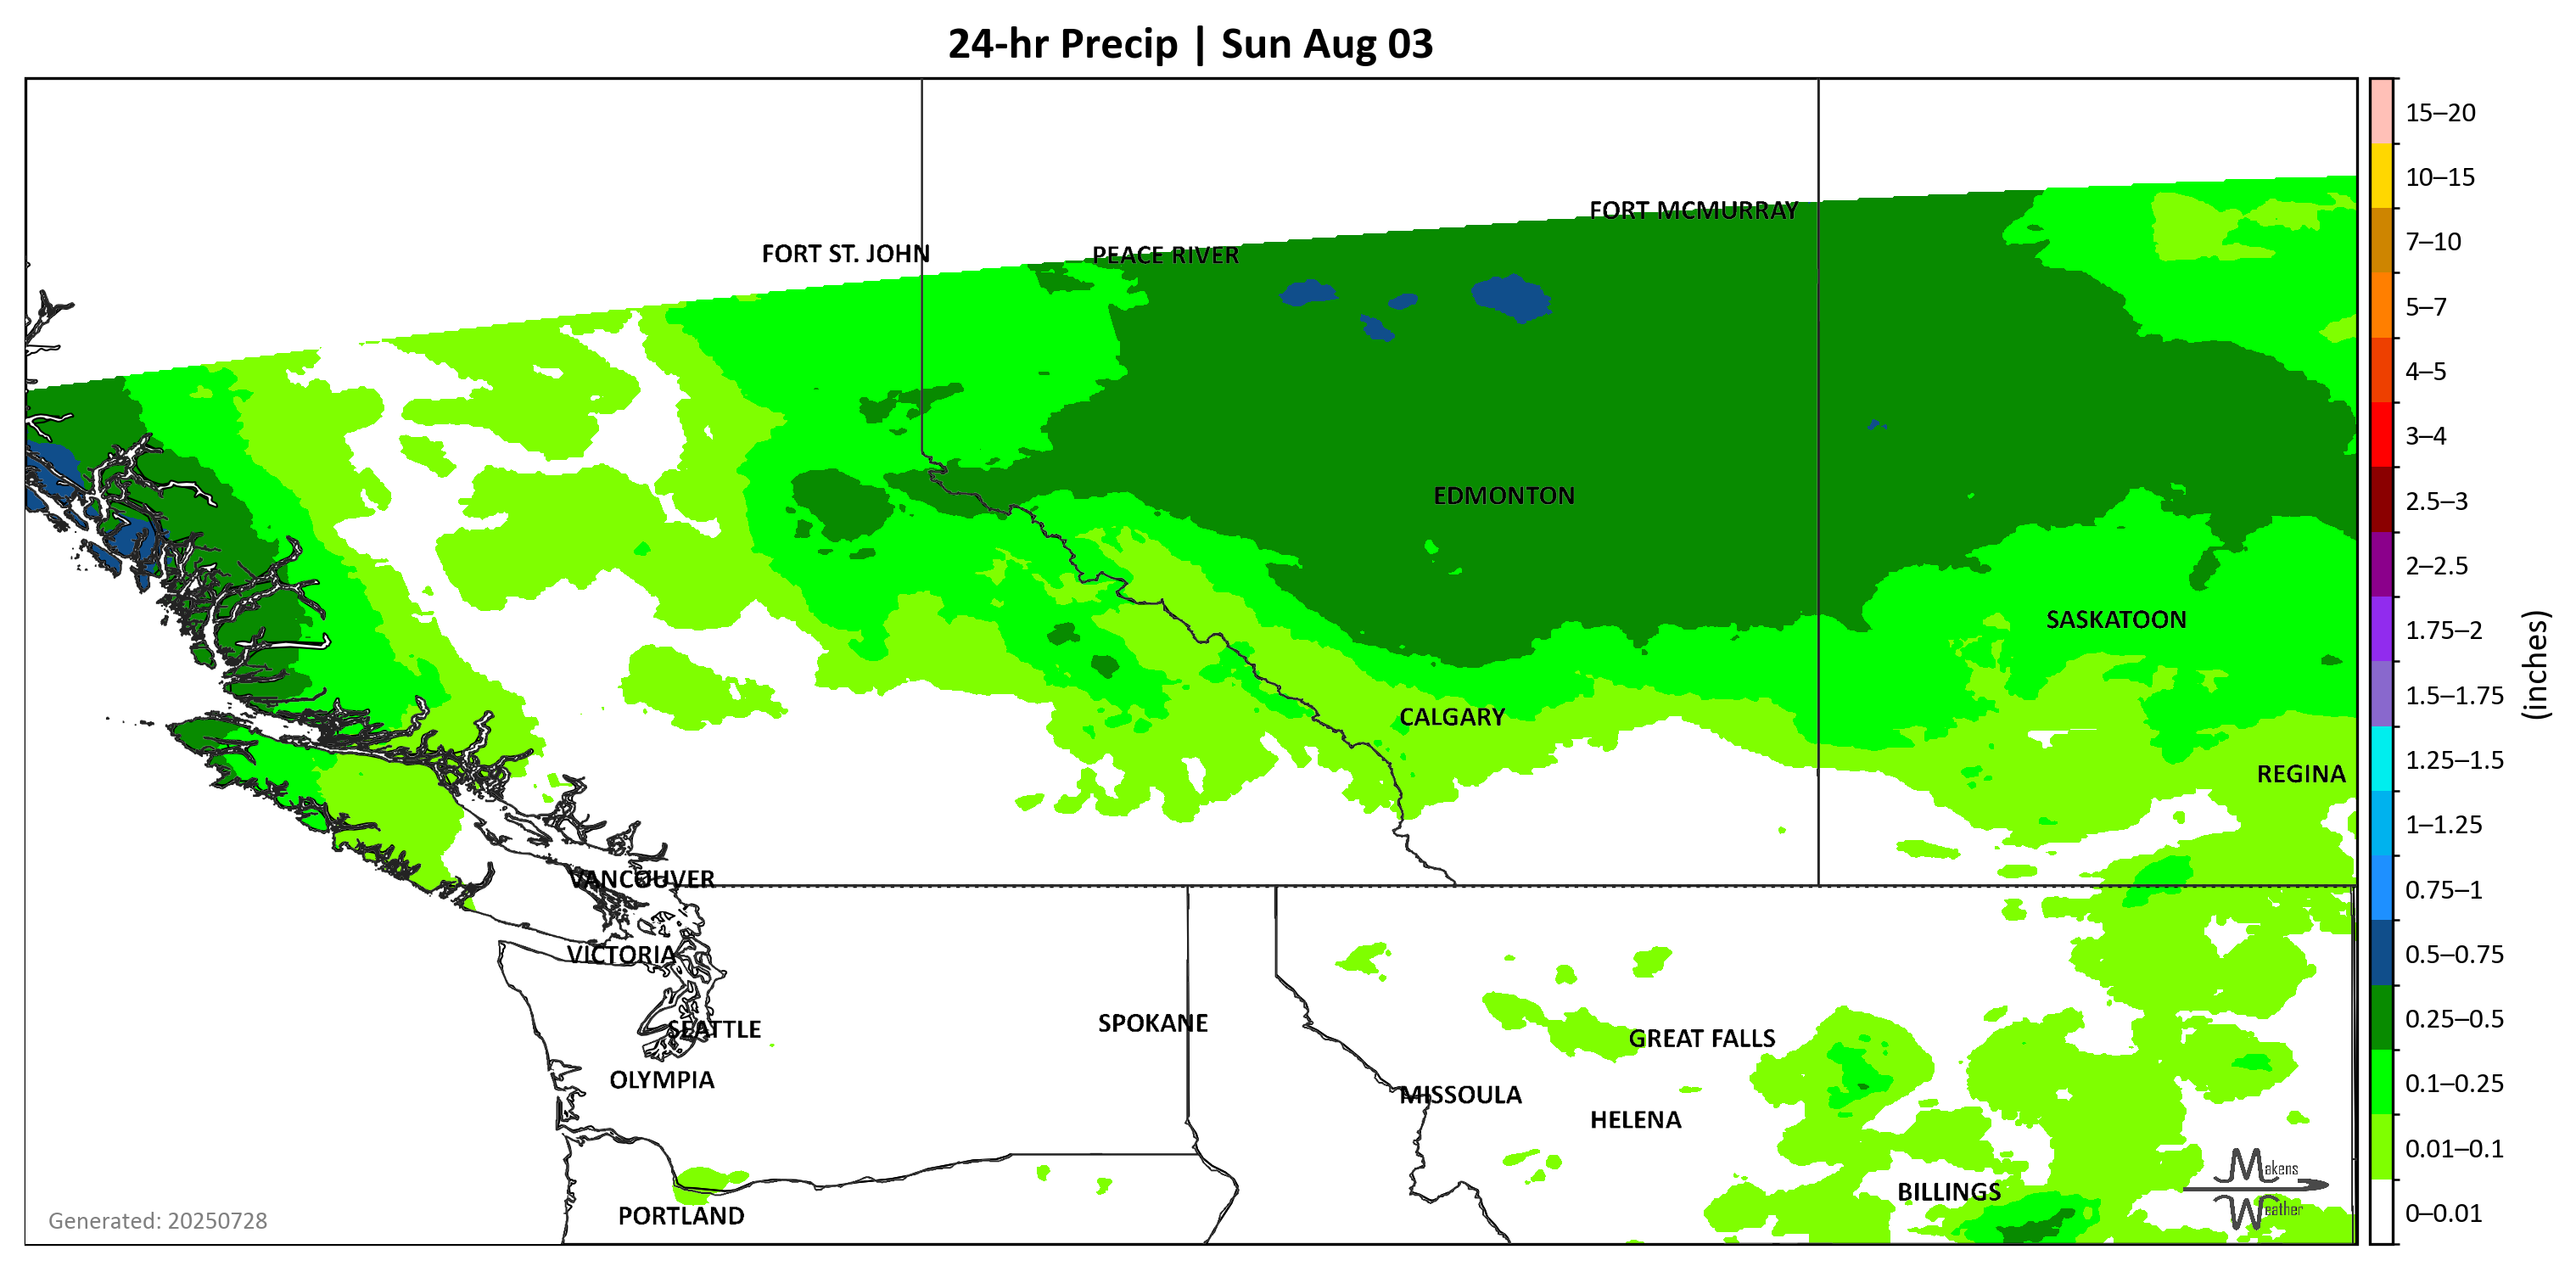 24-hr Precip | Sun Aug 03
15–20
10–15
FORT MCMURRAY
7–10
FORT ST. JOHN
PEACE RIVER
5–7
4–5
3–4
EDMONTON
2.5–3
2–2.5
SASKATOON
1.75–2
(inches)
1.5–1.75
CALGARY
1.25–1.5
REGINA
1–1.25
VANCOUVER
0.75–1
VICTORIA
0.5–0.75
SPOKANE
0.25–0.5
SEATTLE
GREAT FALLS
OLYMPIA
0.1–0.25
MISSOULA
HELENA
0.01–0.1
Makens
Weather
BILLINGS
PORTLAND
0–0.01
Generated: 20250728